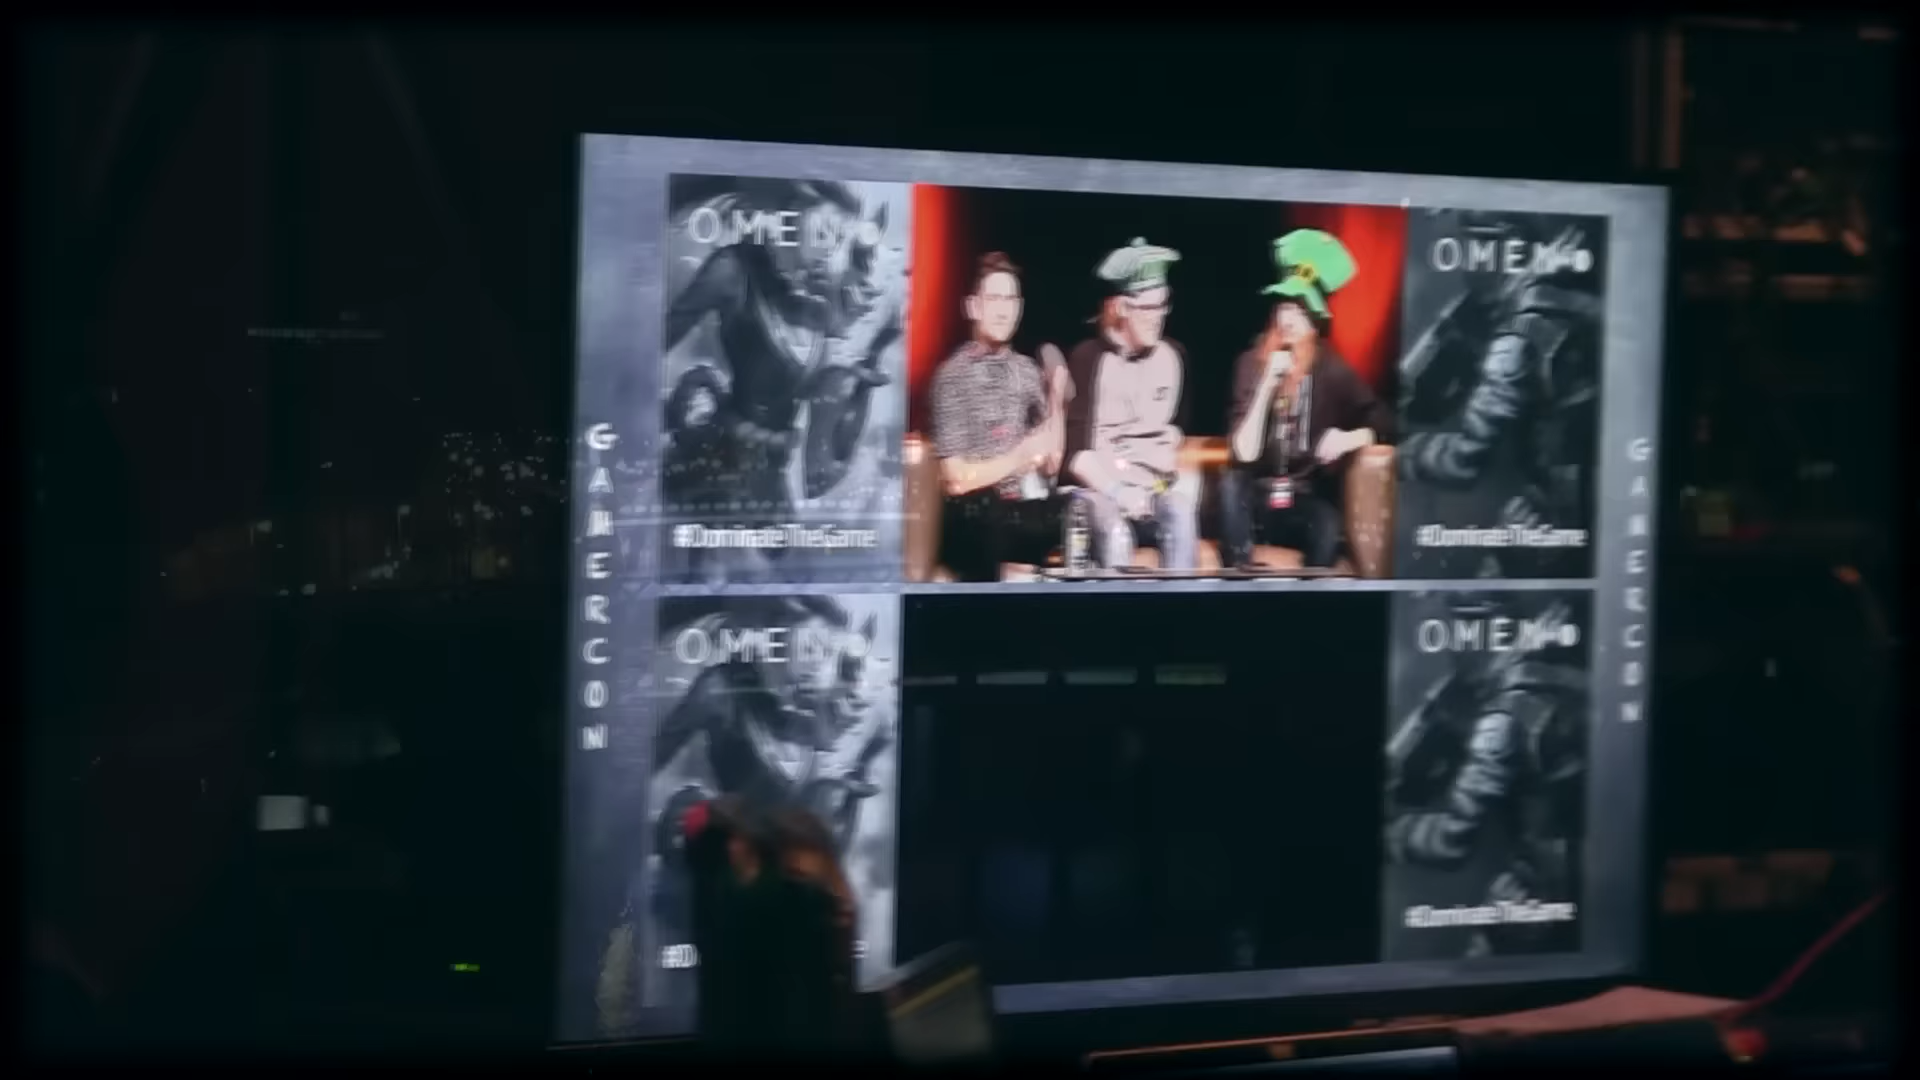 OMEN
OMEN
#DominateTheGame
#DominateTheGame
GAMERCON
GAMERCON
OMEN
OMEN
#D
#DominateTheGame